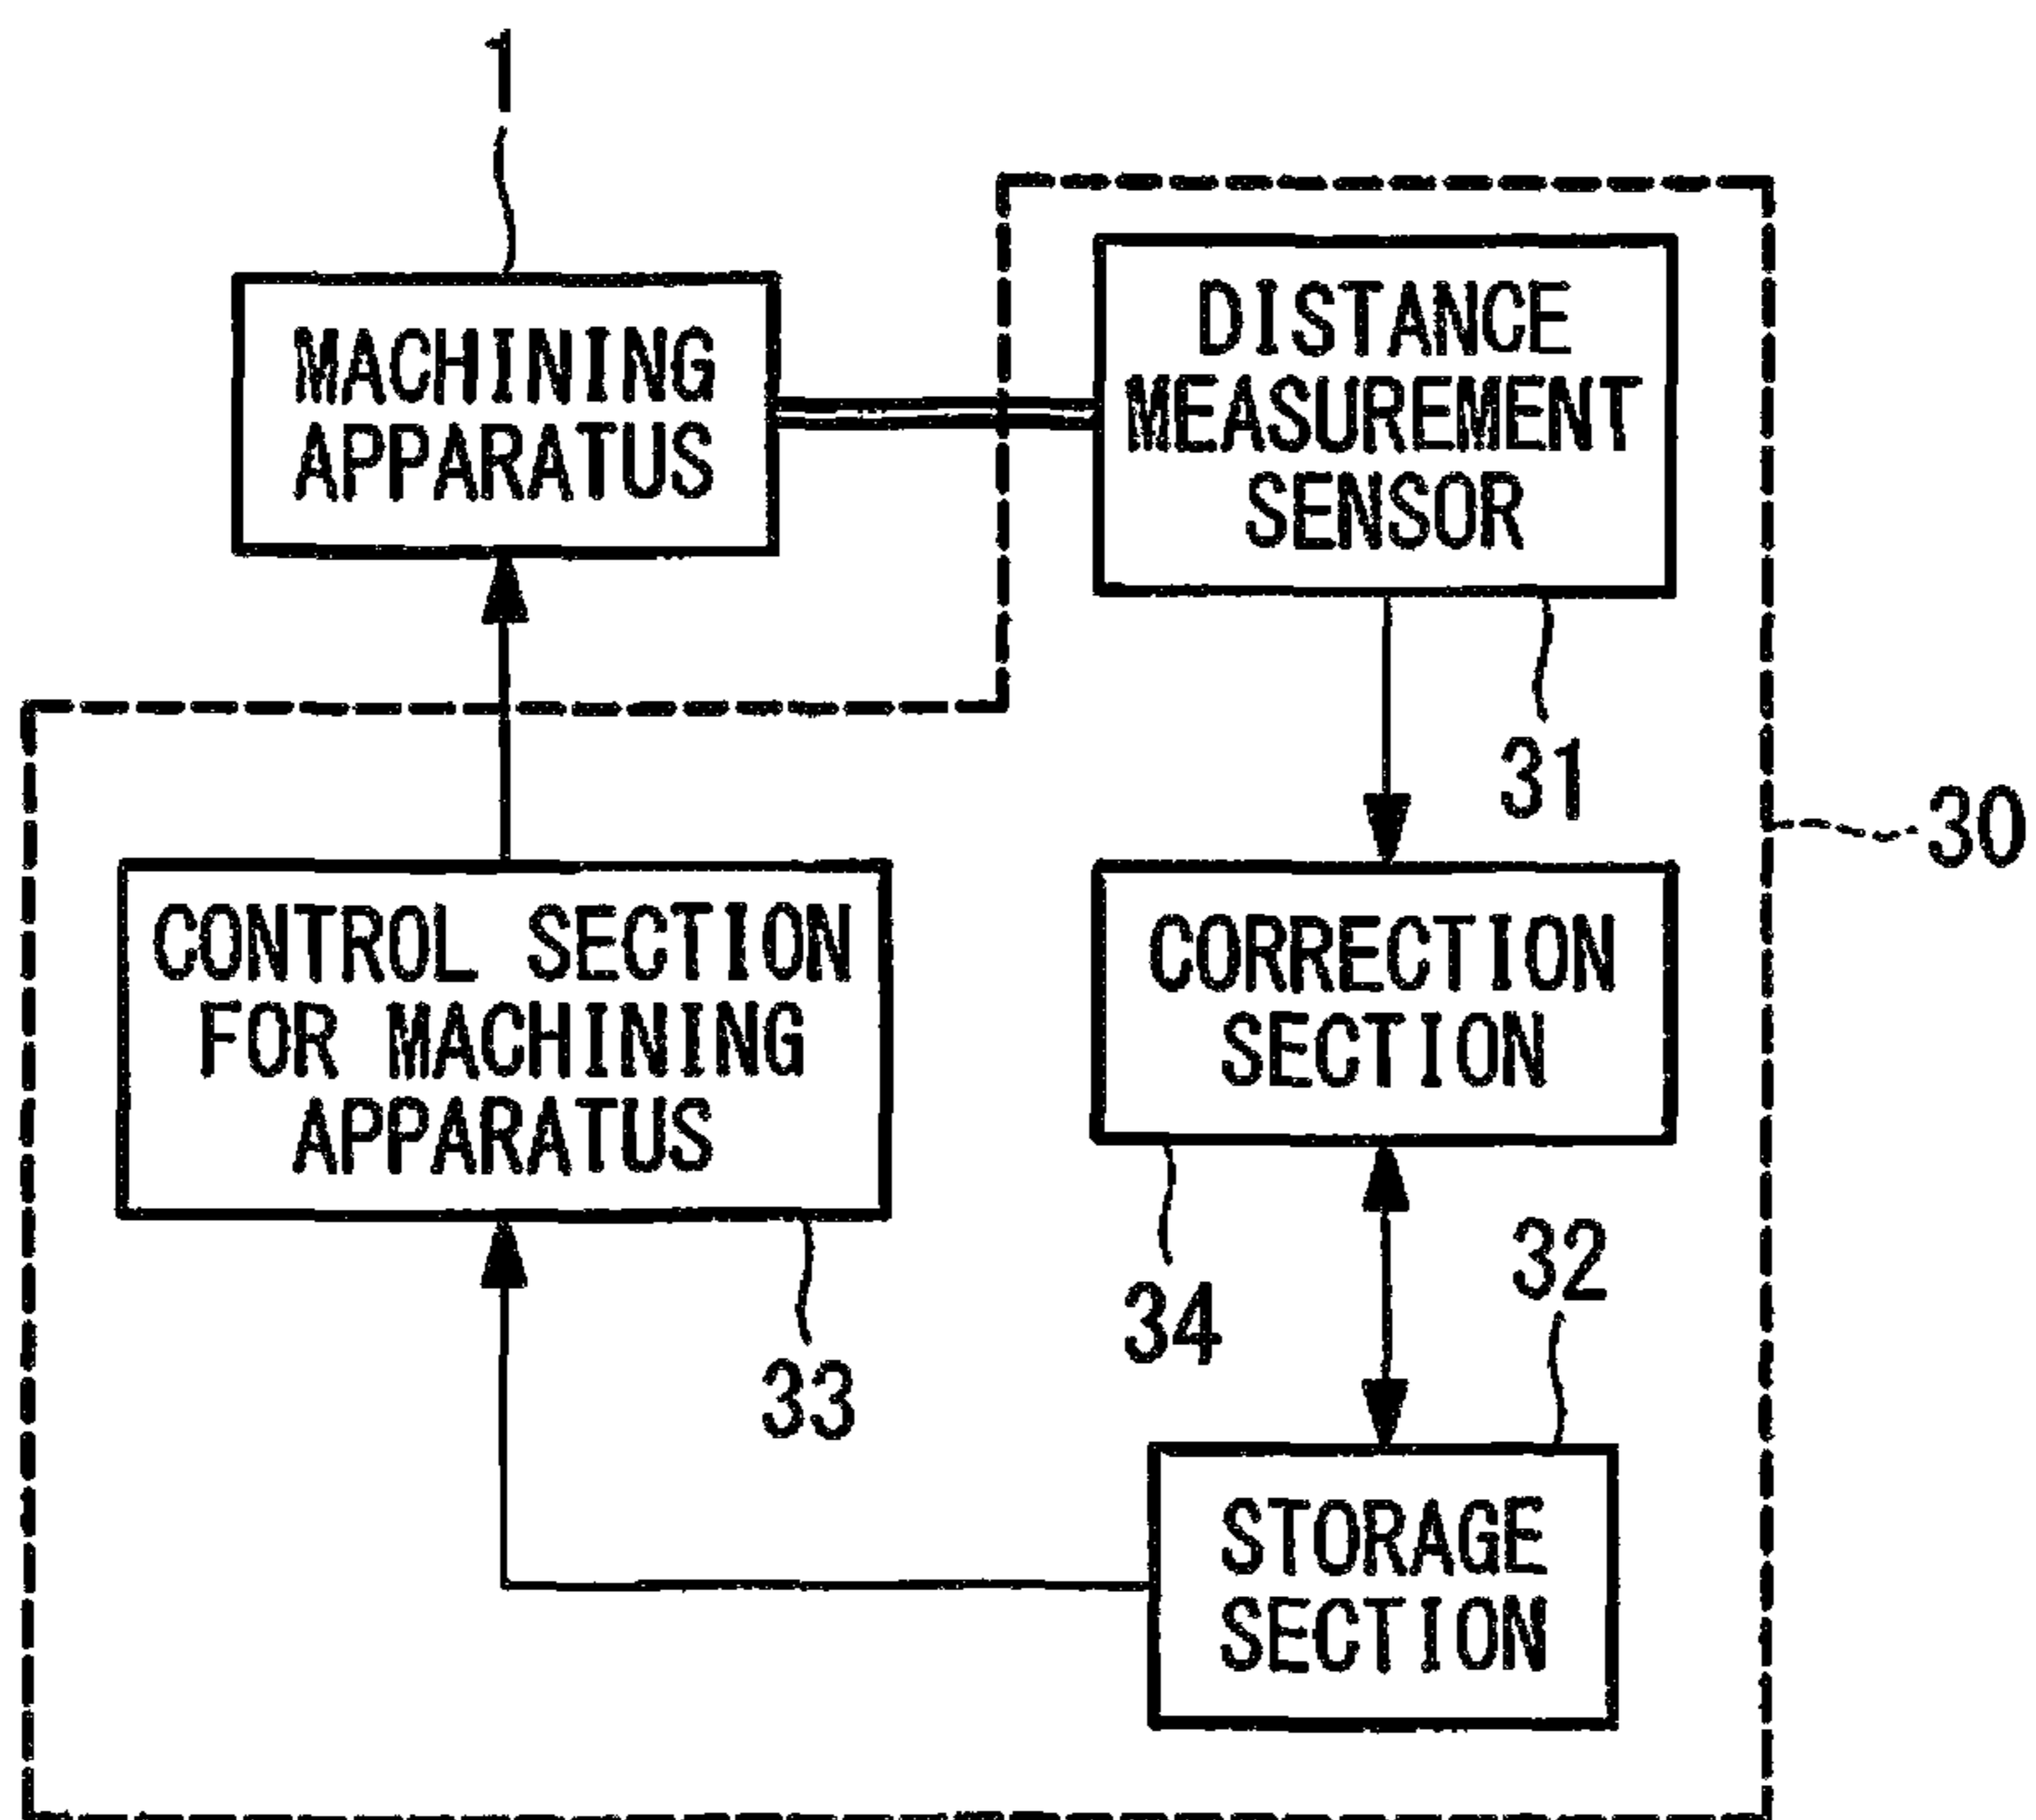 1
MACHINING
APPARATUS
DISTANCE
MEASUREMENT
SENSOR
31
30
CONTROL SECTION
FOR MACHINING
APPARATUS
33
CORRECTION
SECTION
34
32
STORAGE
SECTION